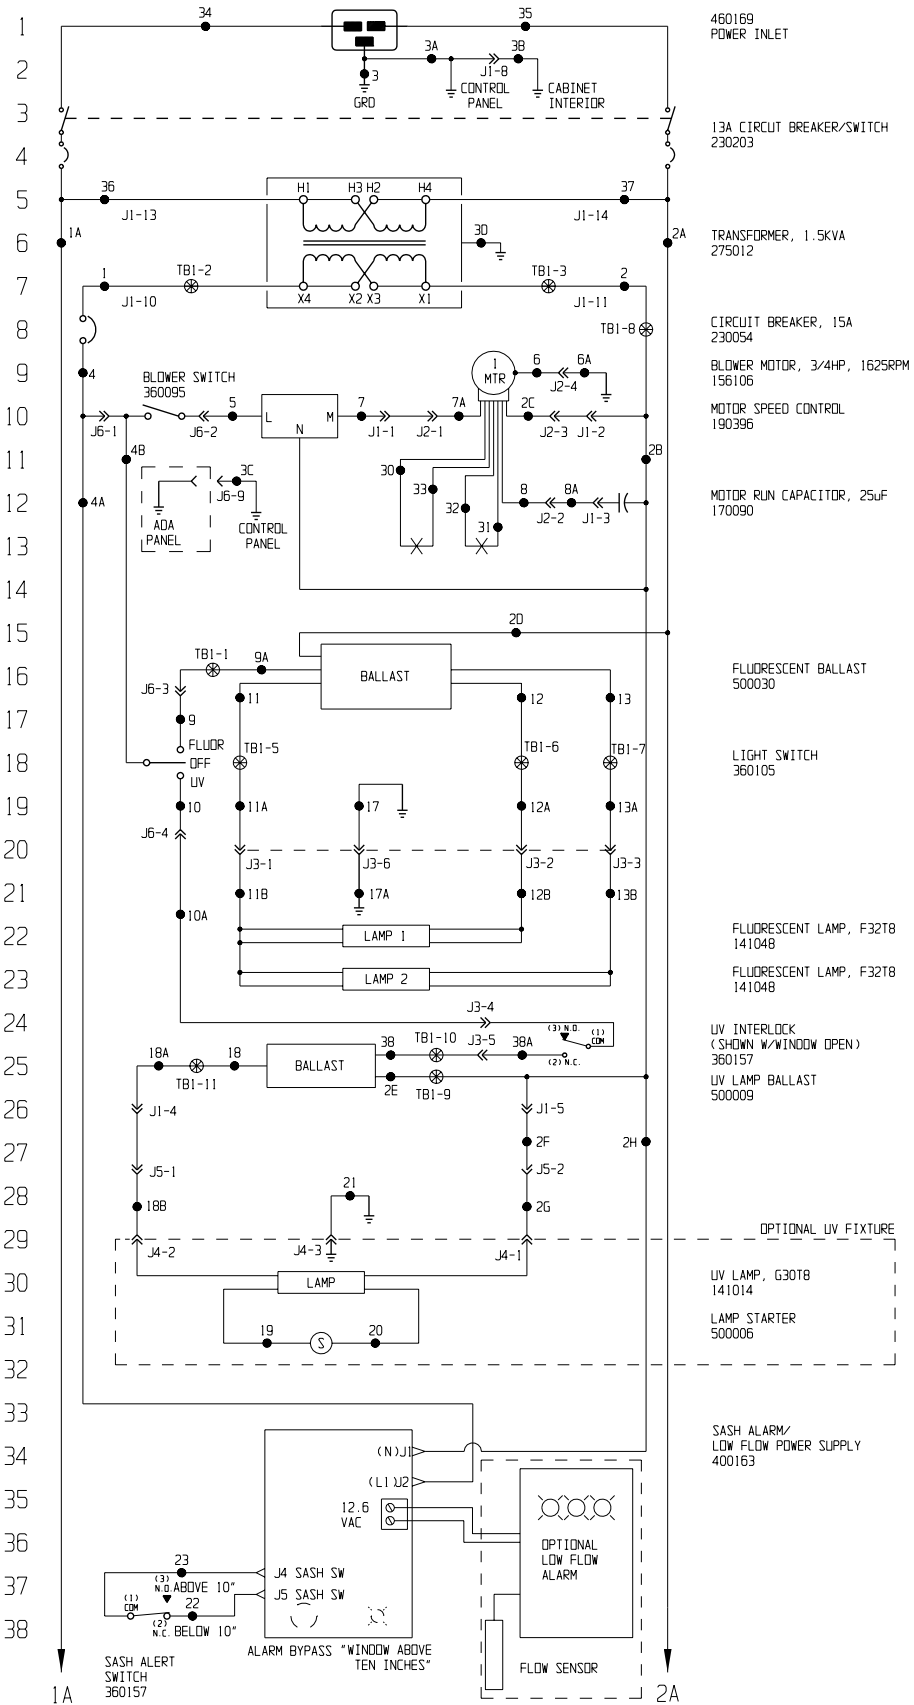 1
34
35
460169
POWER INLET
2
3A
3B
J1-8
3
GRD
CONTROL
PANEL
CABINET
INTERIOR
3
13A CIRCUT BREAKER/SWITCH
230203
4
5
36
J1-13
H1
H3
H2
H4
37
J1-14
6
1A
3D
2A
TRANSFORMER, 1.5KVA
275012
7
1
J1-10
TB1-2
X4
X2
X3
X1
TB1-3
2
J1-11
8
TB1-8
CIRCUIT BREAKER, 15A
230054
9
4
BLOWER SWITCH
360095
1
MTR
6
6A
J2-4
BLOWER MOTOR, 3/4HP, 1625RPM
156106
10
J6-1
J6-2
5
L
M
N
7
J1-1
J2-1
7A
2C
J2-3
J1-2
MOTOR SPEED CONTROL
190396
11
4B
3C
J6-9
30
2B
12
4A
ADA
PANEL
CONTROL
PANEL
33
32
31
8
J2-2
8A
J1-3
MOTOR RUN CAPACITOR, 25uF
170090
13
14
15
2D
16
TB1-1
9A
BALLAST
FLUORESCENT BALLAST
500030
J6-3
11
12
13
17
9
18
FLUOR
OFF
UV
TB1-5
TB1-6
TB1-7
LIGHT SWITCH
360105
19
10
11A
17
12A
13A
20
J6-4
J3-1
J3-6
J3-2
J3-3
21
10A
11B
17A
12B
13B
22
LAMP 1
FLUORESCENT LAMP, F32T8
141048
23
LAMP 2
FLUORESCENT LAMP, F32T8
141048
24
J3-4
(3) N.O.
(1)
COM
(2) N.C.
UV INTERLOCK
(SHOWN W/WINDOW OPEN)
360157
25
18A
TB1-11
18
BALLAST
38
TB1-10
J3-5
38A
2E
TB1-9
UV LAMP BALLAST
500009
26
J1-4
J1-5
27
2F
2H
J5-1
J5-2
28
18B
21
2G
29
J4-2
J4-3
J4-1
OPTIONAL UV FIXTURE
30
LAMP
UV LAMP, G30T8
141014
31
19
S
20
LAMP STARTER
500006
32
33
34
(N)J1
SASH ALARM/
LOW FLOW POWER SUPPLY
400163
35
(L1)J2
12.6
VAC
36
OPTIONAL
LOW FLOW
ALARM
37
23
(3)
N.O. ABOVE 10"
J4 SASH SW
J5 SASH SW
38
(1)
COM
22
(2)
N.C. BELOW 10"
ALARM BYPASS "WINDOW ABOVE
TEN INCHES"
FLOW SENSOR
SASH ALERT
SWITCH
360157
1A
2A